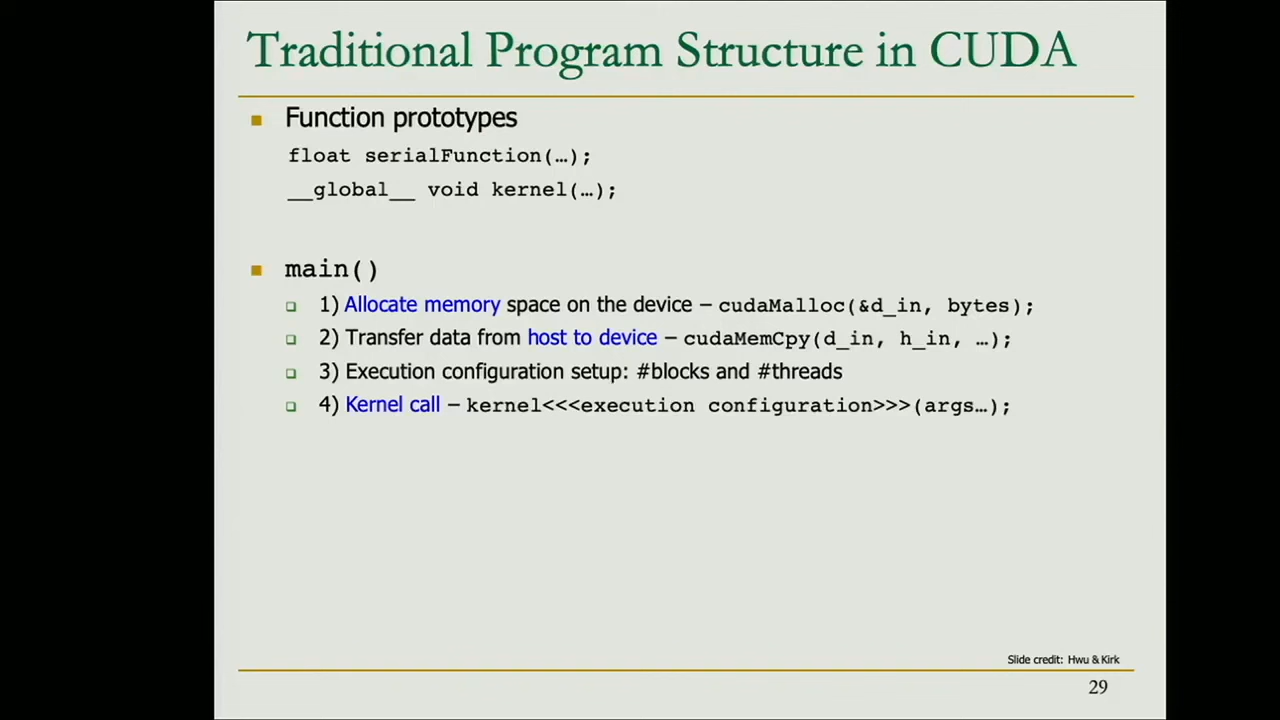 Traditional Program Structure in CUDA
Function prototypes
float serialFunction(…);
__global__ void kernel(…);
main()
1) Allocate memory space on the device – cudaMalloc(&d_in, bytes);
2) Transfer data from host to device – cudaMemCpy(d_in, h_in, …);
3) Execution configuration setup: #blocks and #threads
4) Kernel call – kernel<<<execution configuration>>>(args…);
Slide credit: Hwu & Kirk
29